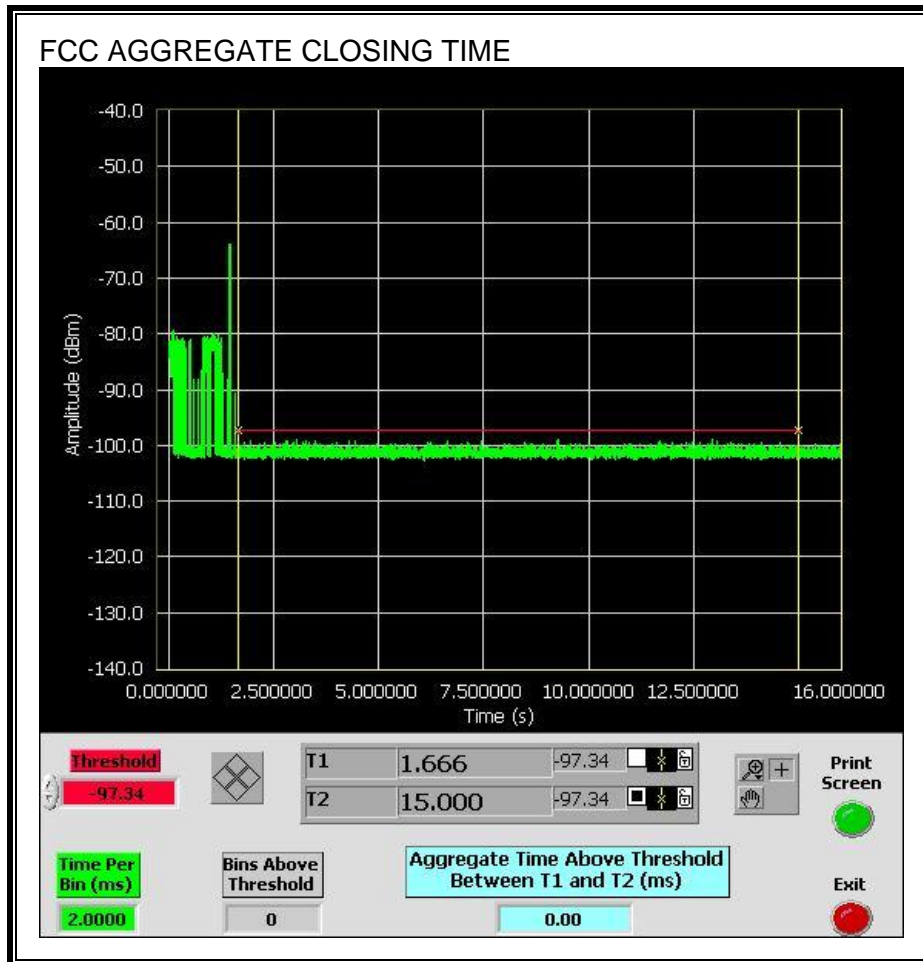 FCC AGGREGATE CLOSING TIME
-40.0
-50.0
-60.0
-70.0
-80.0
-90.0
-100.0
-110.0
-120.0
-130.0
-140.0
Amplitude (dBm)
0.000000 2.500000 5.000000 7.500000 10.000000 12.500000 16.000000
Time (s)
Threshold
-97.34
T1 1.666 -97.34
T2 15.000 -97.34
Print
Screen
Time Per
Bin (ms)
2.0000
Bins Above
Threshold
0
Aggregate Time Above Threshold
Between T1 and T2 (ms)
0.00
Exit